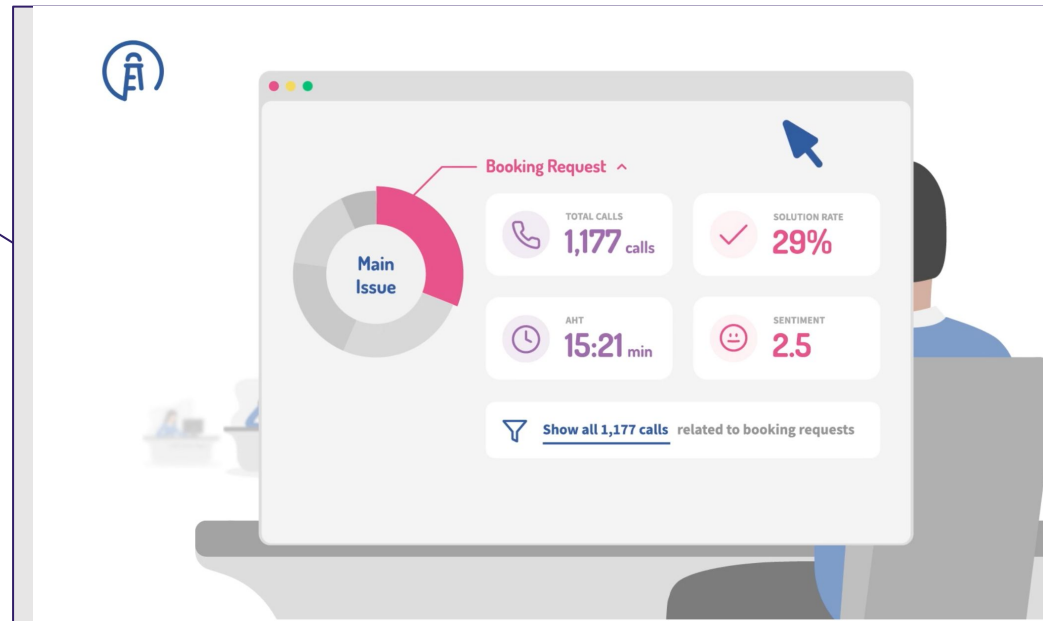 Booking Request
Main
Issue
TOTAL CALLS
1,177 calls
SOLUTION RATE
29%
AHT
15:21 min
SENTIMENT
2.5
Show all 1,177 calls related to booking requests